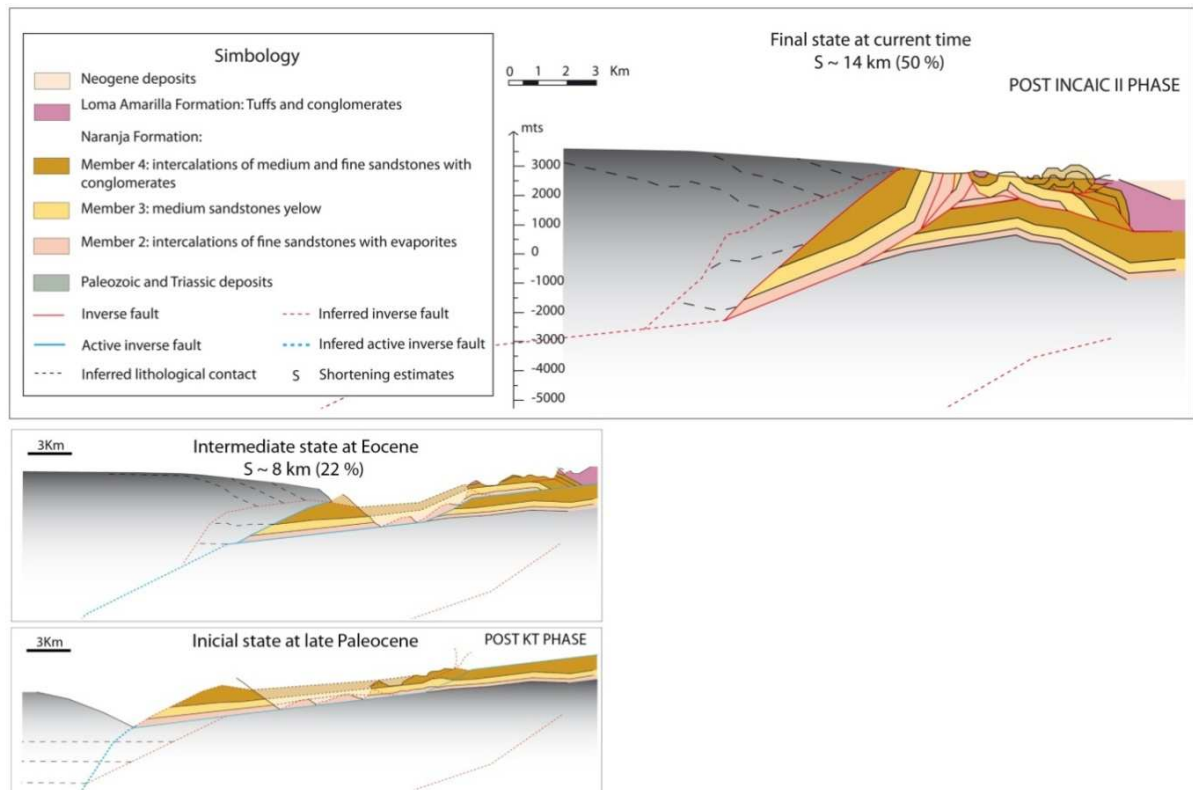 Simbology
Neogene deposits
Loma Amarilla Formation: Tuffs and conglomerates
Naranja Formation:
Member 4: intercalations of medium and fine sandstones with
conglomerates
Member 3: medium sandstones yelow
Member 2: intercalations of fine sandstones with evaporites
Paleozoic and Triassic deposits
Inverse fault
Inferred inverse fault
Active inverse fault
Infered active inverse fault
Inferred lithological contact
S Shortening estimates
Final state at current time
S ~ 14 km (50 %)
POST INCAIC II PHASE
0 1 2 3 Km
mts
3000
2000
1000
0
-1000
-2000
-3000
-4000
-5000
3Km
Intermediate state at Eocene
S ~ 8 km (22 %)
3Km
Inicial state at late Paleocene
POST KT PHASE